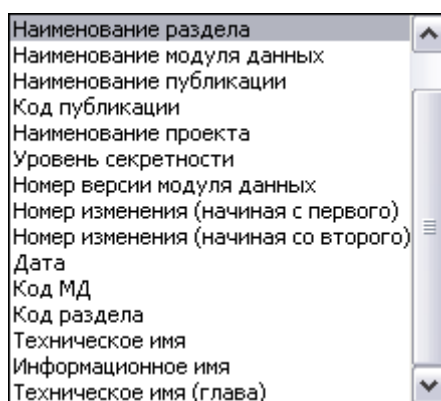 Наименование раздела
Наименование модуля данных
Наименование публикации
Код публикации
Наименование проекта
Уровень секретности
Номер версии модуля данных
Номер изменения (начиная с первого)
Номер изменения (начиная со второго)
Дата
Код МД
Код раздела
Техническое имя
Информационное имя
Техническое имя (глава)